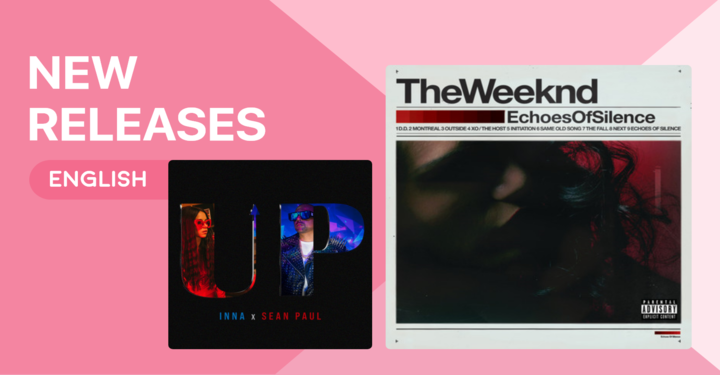 NEW
RELEASES
ENGLISH
UP
INNA x SEAN PAUL
TheWeeknd
EchoesOfSilence
1 D.D. 2 MONTREAL 3 OUTSIDE 4 XO / THE HOST 5 INITIATION 6 SAME OLD SONG 7 THE FALL 8 NEXT 9 ECHOES OF SILENCE
PARENTAL
ADVISORY
EXPLICIT CONTENT